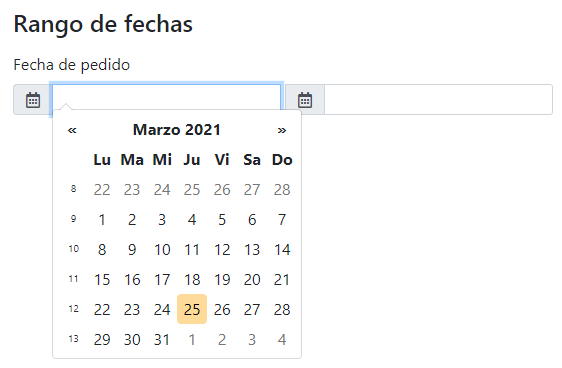 Rango de fechas
Fecha de pedido
« Marzo 2021 »
Lu Ma Mi Ju Vi Sa Do
8 22 23 24 25 26 27 28
9 1 2 3 4 5 6 7
10 8 9 10 11 12 13 14
11 15 16 17 18 19 20 21
12 22 23 24 25 26 27 28
13 29 30 31 1 2 3 4